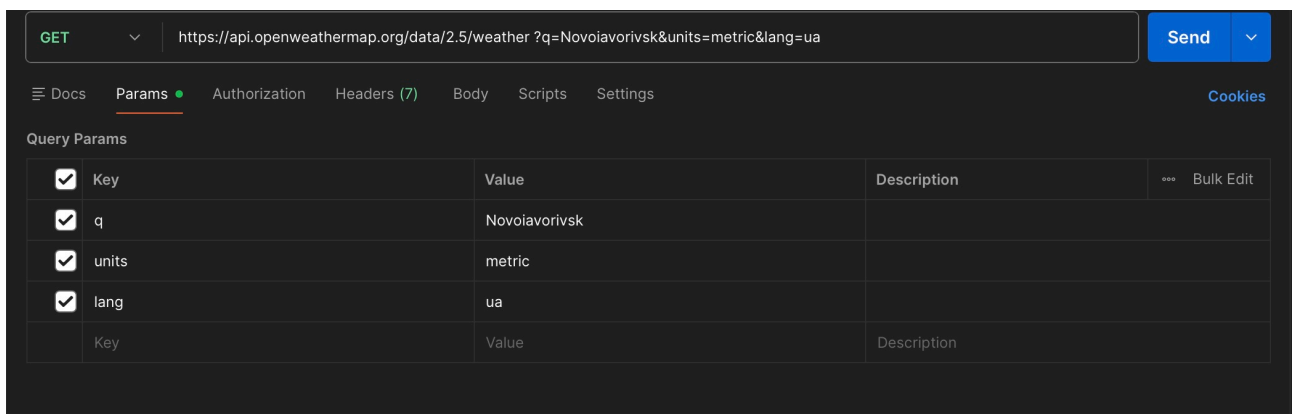 GET https://api.openweathermap.org/data/2.5/weather ?q=Novoiavorivsk&units=metric&lang=ua Send
Docs Params Authorization Headers (7) Body Scripts Settings Cookies
Query Params
Key Value Description Bulk Edit
q Novoiavorivsk
units metric
lang ua
Key Value Description